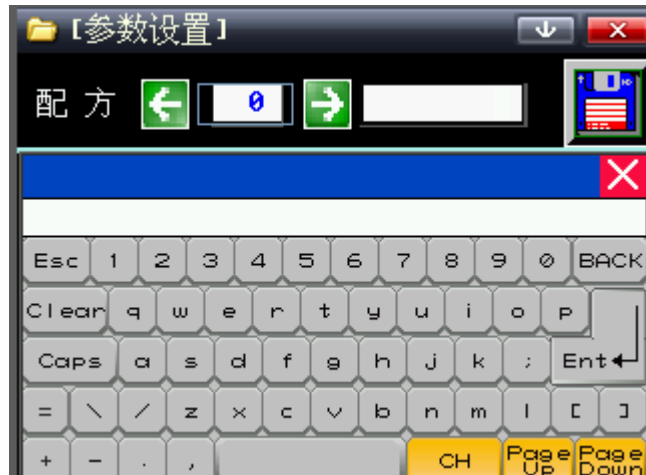 【参数设置】
配方 0
Esc 1 2 3 4 5 6 7 8 9 0 BACK
Clear q w e r t y u i o p
Caps a s d f g h j k ; Ent
= \ / z x c v b n m l [ ]
+ - . , CH Page Up Page Down